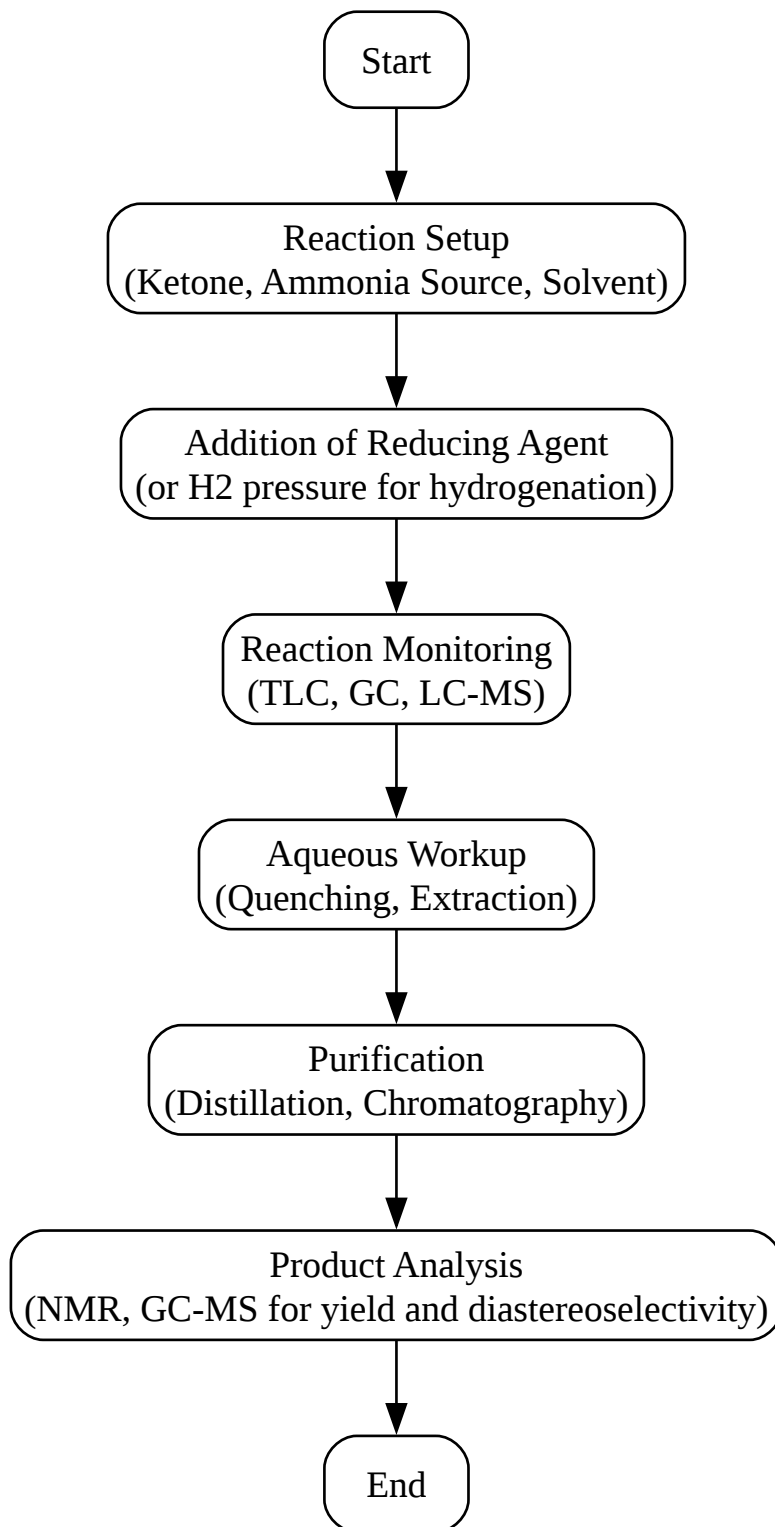 Start
Reaction Setup
(Ketone, Ammonia Source, Solvent)
Addition of Reducing Agent
(or H2 pressure for hydrogenation)
Reaction Monitoring
(TLC, GC, LC-MS)
Aqueous Workup
(Quenching, Extraction)
Purification
(Distillation, Chromatography)
Product Analysis
(NMR, GC-MS for yield and diastereoselectivity)
End